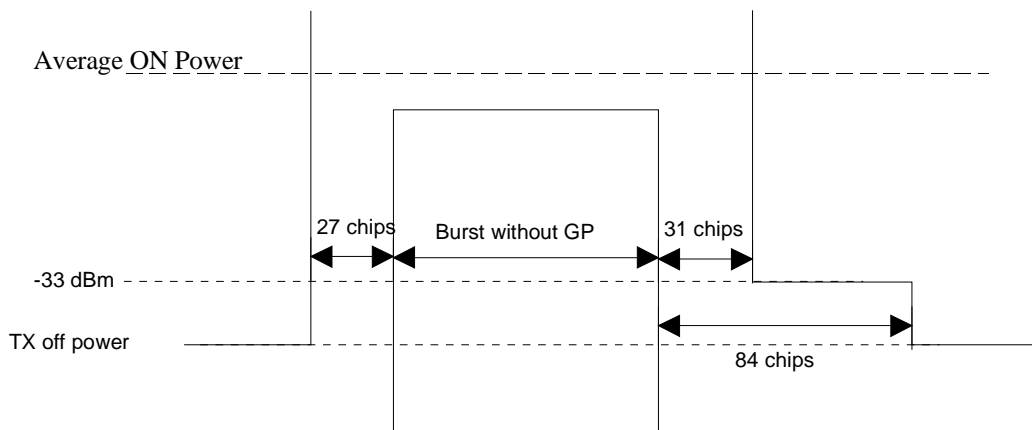 Average ON Power
27 chips
Burst without GP
31 chips
-33 dBm
TX off power
84 chips